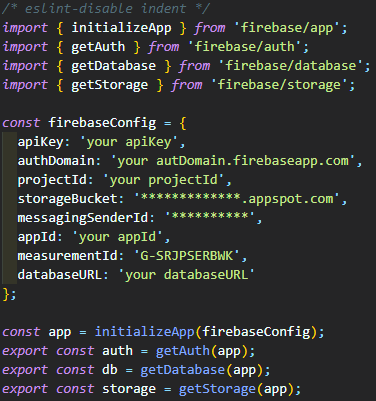 /* eslint-disable indent */
import { initializeApp } from 'firebase/app';
import { getAuth } from 'firebase/auth';
import { getDatabase } from 'firebase/database';
import { getStorage } from 'firebase/storage';

const firebaseConfig = {
  apiKey: 'your apiKey',
  authDomain: 'your autDomain.firebaseapp.com',
  projectId: 'your projectId',
  storageBucket: '*************.appspot.com',
  messagingSenderId: '**********',
  appId: 'your appId',
  measurementId: 'G-SRJPSERBWK',
  databaseURL: 'your databaseURL'
};

const app = initializeApp(firebaseConfig);
export const auth = getAuth(app);
export const db = getDatabase(app);
export const storage = getStorage(app);